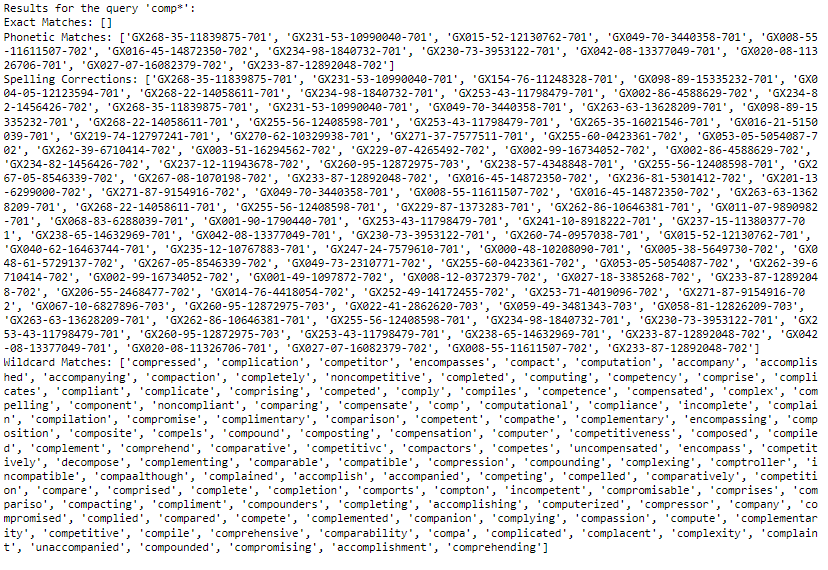 Results for the query 'comp*':
Exact Matches: []
Phonetic Matches: ['GX268-35-11839875-701', 'GX231-53-10990040-701', 'GX015-52-12130762-701', 'GX049-70-3440358-701', 'GX008-55
-11611507-702', 'GX016-45-14872350-702', 'GX234-98-1840732-701', 'GX230-73-3953122-701', 'GX042-08-13377049-701', 'GX020-08-11
326706-701', 'GX027-07-16082379-702', 'GX233-87-12892048-702']
Spelling Corrections: ['GX268-35-11839875-701', 'GX231-53-10990040-701', 'GX154-76-11248328-701', 'GX098-89-15335232-701', 'GX0
04-05-12123594-701', 'GX268-22-14058611-701', 'GX234-98-1840732-701', 'GX253-43-11798479-701', 'GX002-86-4588629-702', 'GX234-8
2-1456426-702', 'GX268-35-11839875-701', 'GX231-53-10990040-701', 'GX049-70-3440358-701', 'GX263-63-13628209-701', 'GX098-89-15
335232-701', 'GX268-22-14058611-701', 'GX255-56-12408598-701', 'GX253-43-11798479-701', 'GX265-35-16021546-701', 'GX016-21-5150
039-701', 'GX219-74-12797241-701', 'GX270-62-10329938-701', 'GX271-37-7577511-701', 'GX255-60-0423361-702', 'GX053-05-5054087-7
02', 'GX262-39-6710414-702', 'GX003-51-16294562-702', 'GX229-07-4265492-702', 'GX002-99-16734052-702', 'GX002-86-4588629-702',
'GX234-82-1456426-702', 'GX237-12-11943678-702', 'GX260-95-12872975-703', 'GX238-57-4348848-701', 'GX255-56-12408598-701', 'GX2
67-05-8546339-702', 'GX267-08-1070198-702', 'GX233-87-12892048-702', 'GX016-45-14872350-702', 'GX236-81-5301412-702', 'GX201-13
-6299000-702', 'GX271-87-9154916-702', 'GX049-70-3440358-701', 'GX008-55-11611507-702', 'GX016-45-14872350-702', 'GX263-63-1362
8209-701', 'GX268-22-14058611-701', 'GX255-56-12408598-701', 'GX229-87-1373283-701', 'GX262-86-10646381-701', 'GX011-07-9890982
-701', 'GX068-83-6288039-701', 'GX001-90-1790440-701', 'GX253-43-11798479-701', 'GX241-10-8918222-701', 'GX237-15-11380377-70
1', 'GX238-65-14632969-701', 'GX042-08-13377049-701', 'GX230-73-3953122-701', 'GX260-74-0957038-701', 'GX015-52-12130762-701',
'GX040-62-16463744-701', 'GX235-12-10767883-701', 'GX247-24-7579610-701', 'GX000-48-10208090-701', 'GX005-38-5649730-702', 'GX0
48-61-5729137-702', 'GX267-05-8546339-702', 'GX049-73-2310771-702', 'GX255-60-0423361-702', 'GX053-05-5054087-702', 'GX262-39-6
710414-702', 'GX002-99-16734052-702', 'GX001-49-1097872-702', 'GX008-12-0372379-702', 'GX027-18-3385268-702', 'GX233-87-1289204
8-702', 'GX206-55-2468477-702', 'GX014-76-4418054-702', 'GX252-49-14172455-702', 'GX253-71-4019096-702', 'GX271-87-9154916-70
2', 'GX067-10-6827896-703', 'GX260-95-12872975-703', 'GX022-41-2862620-703', 'GX059-49-3481343-703', 'GX058-81-12826209-703',
'GX263-63-13628209-701', 'GX262-86-10646381-701', 'GX255-56-12408598-701', 'GX234-98-1840732-701', 'GX230-73-3953122-701', 'GX2
53-43-11798479-701', 'GX260-95-12872975-703', 'GX253-43-11798479-701', 'GX238-65-14632969-701', 'GX233-87-12892048-702', 'GX042
-08-13377049-701', 'GX020-08-11326706-701', 'GX027-07-16082379-702', 'GX008-55-11611507-702', 'GX233-87-12892048-702']
Wildcard Matches: ['compressed', 'complication', 'competitor', 'encompasses', 'compact', 'computation', 'accompany', 'accomplis
hed', 'accompanying', 'compaction', 'completely', 'noncompetitive', 'completed', 'computing', 'competency', 'comprise', 'compli
cates', 'compliant', 'complicate', 'comprising', 'competed', 'comply', 'compiles', 'competence', 'compensated', 'complex', 'com
pelling', 'component', 'noncompliant', 'comparing', 'compensate', 'comp', 'computational', 'compliance', 'incomplete', 'complai
n', 'compilation', 'compromise', 'complimentary', 'comparison', 'competent', 'compathe', 'complementary', 'encompassing', 'comp
osition', 'composite', 'compels', 'compound', 'composting', 'compensation', 'computer', 'competitiveness', 'composed', 'compile
d', 'complement', 'comprehend', 'comparative', 'competitivc', 'compactors', 'competes', 'uncompensated', 'encompass', 'competit
ively', 'decompose', 'complementing', 'comparable', 'compatible', 'compression', 'compounding', 'complexing', 'comptroller', 'i
ncompatible', 'compaalthough', 'complained', 'accomplish', 'accompanied', 'competing', 'compelled', 'comparatively', 'competiti
on', 'compare', 'comprised', 'complete', 'completion', 'comports', 'compton', 'incompetent', 'compromisable', 'comprises', 'com
pariso', 'compacting', 'compliment', 'compounders', 'completing', 'accomplishing', 'computerized', 'compressor', 'company', 'co
mpromised', 'complied', 'compared', 'compete', 'complemented', 'companion', 'complying', 'compassion', 'compute', 'complementar
ity', 'competitive', 'compile', 'comprehensive', 'comparability', 'compa', 'complicated', 'complacent', 'complexity', 'complain
t', 'unaccompanied', 'compounded', 'compromising', 'accomplishment', 'comprehending']